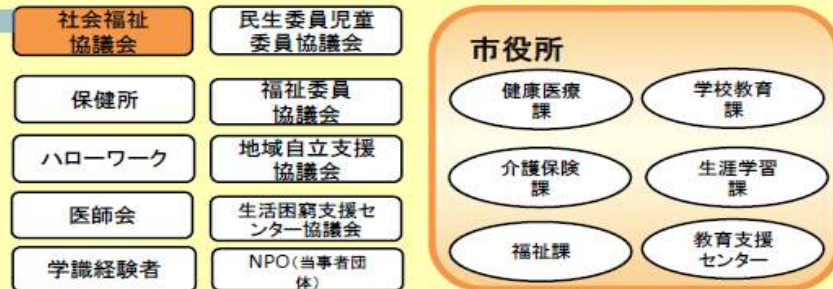 社会福祉
協議会
民生委員児童
委員協議会
保健所
福祉委員
協議会
ハローワーク
地域自立支援
協議会
医師会
生活困窮支援セ
ンター協議会
学識経験者
NPO(当事者団
体)
市役所
健康医療
課
学校教育
課
介護保険
課
生涯学習
課
福祉課
教育支援
センター